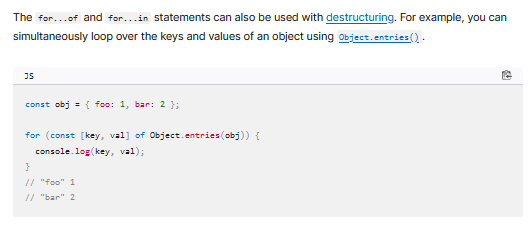 The for...of and for...in statements can also be used with destructuring. For example, you can
simultaneously loop over the keys and values of an object using Object.entries().
JS
const obj = { foo: 1, bar: 2 };
for (const [key, val] of Object.entries(obj)) {
  console.log(key, val);
}
// "foo" 1
// "bar" 2